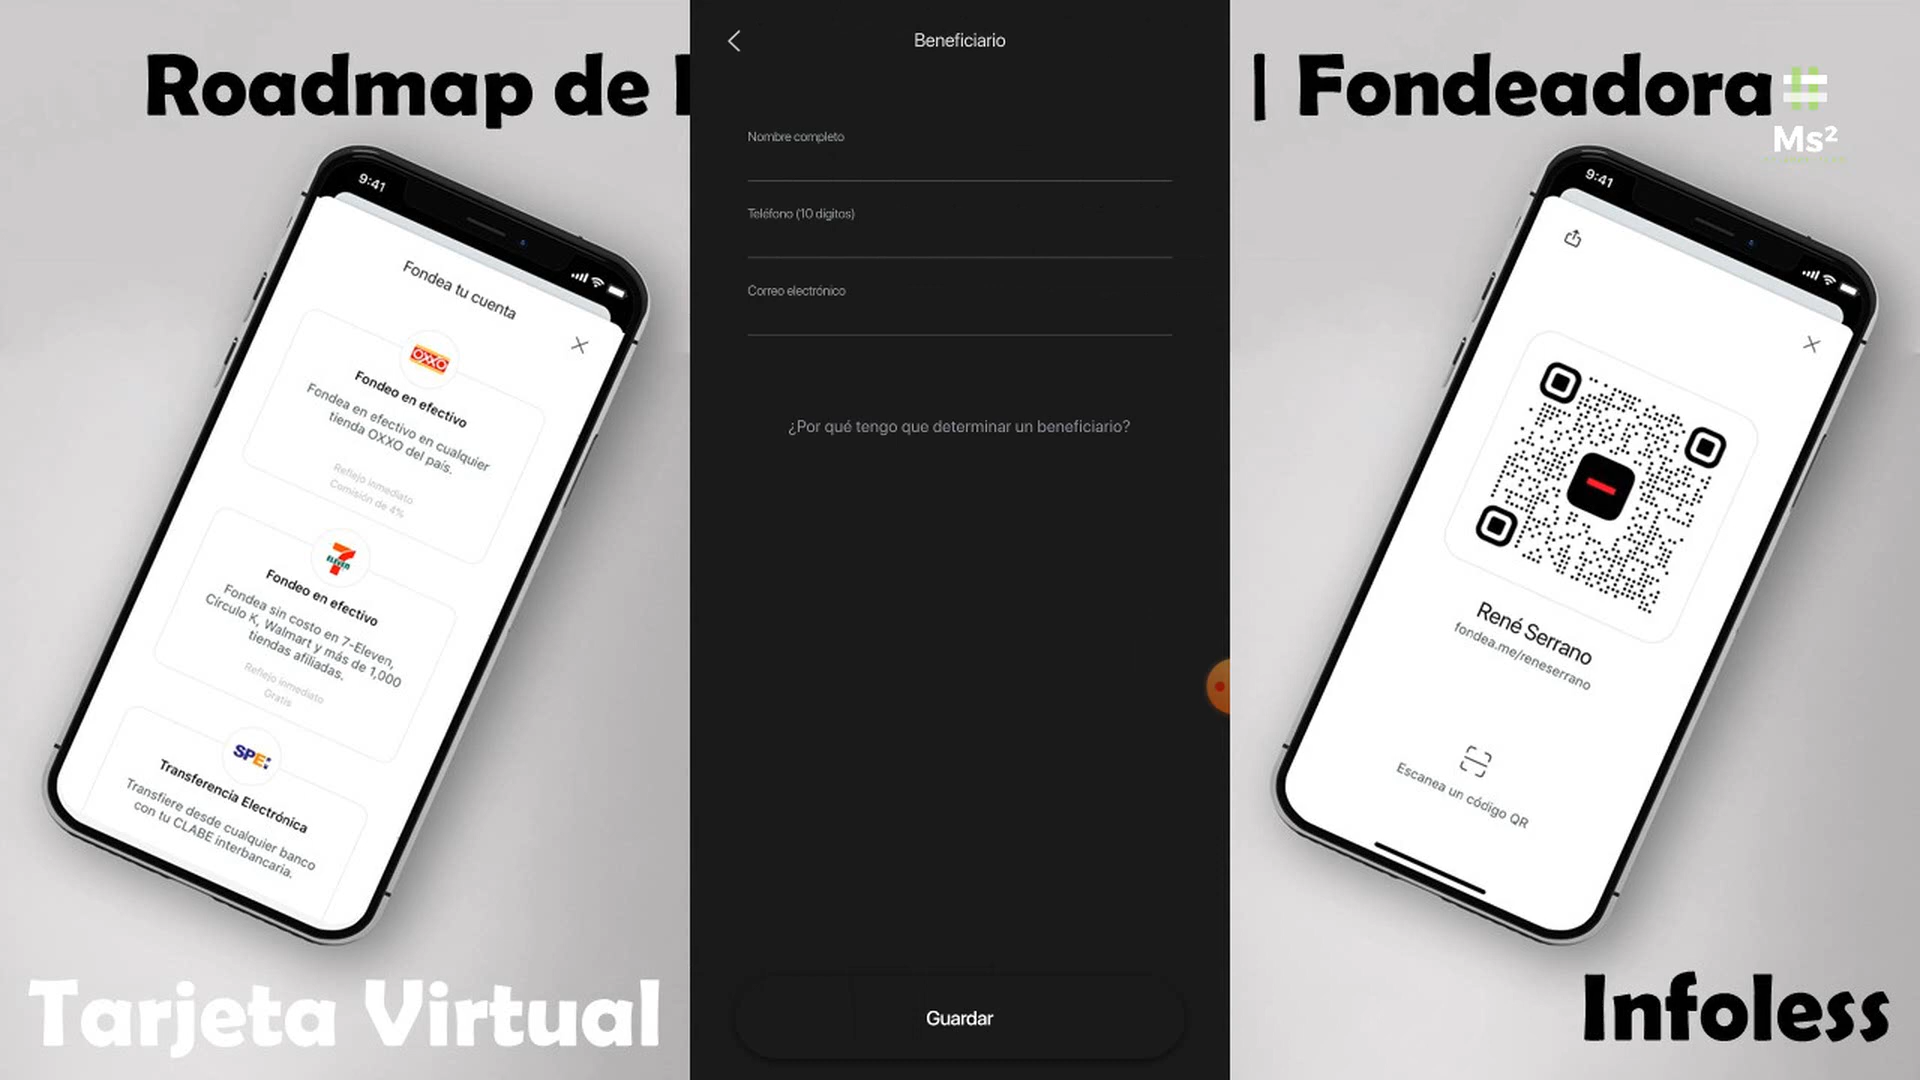 Roadmap de
| Fondeadora
Ms²
9:41
Fondea tu cuenta
OXXO
Fondeo en efectivo
Fondea en efectivo en cualquier
tienda OXXO del país.
Reflejo inmediato
Comisión de 4%
7
ELEVEN
Fondeo en efectivo
Fondea sin costo en 7-Eleven,
Círculo K, Walmart y más de 1,000
tiendas afiliadas.
Reflejo inmediato
Gratis
SPEI
Transferencia Electrónica
Transfiere desde cualquier banco
con tu CLABE interbancaria.
Beneficiario
Nombre completo
Teléfono (10 dígitos)
Correo electrónico
¿Por qué tengo que determinar un beneficiario?
Guardar
9:41
René Serrano
fondea.me/reneserrano
Escanea un código QR
Tarjeta Virtual
Infoless